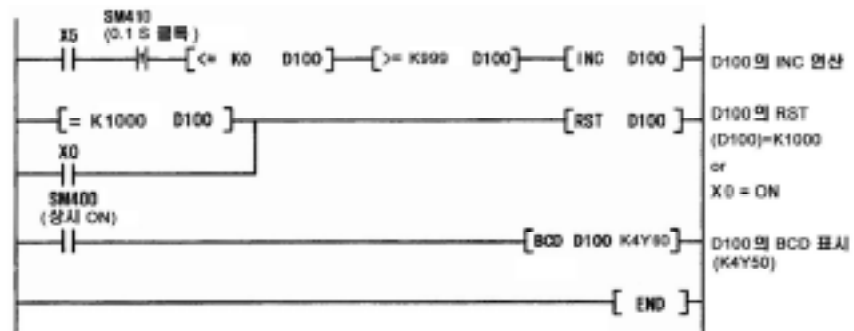 SM410
X5 (0.1 S 클록)
<= K0 D100 >= K999 D100 INC D100 D100의 INC 연산
= K1000 D100 RST D100 D100의 RST
(D100)=K1000
X0 or
X0 = ON
SM400
(상시 ON)
BCD D100 K4Y60 D100의 BCD 표시
(K4Y50)
END